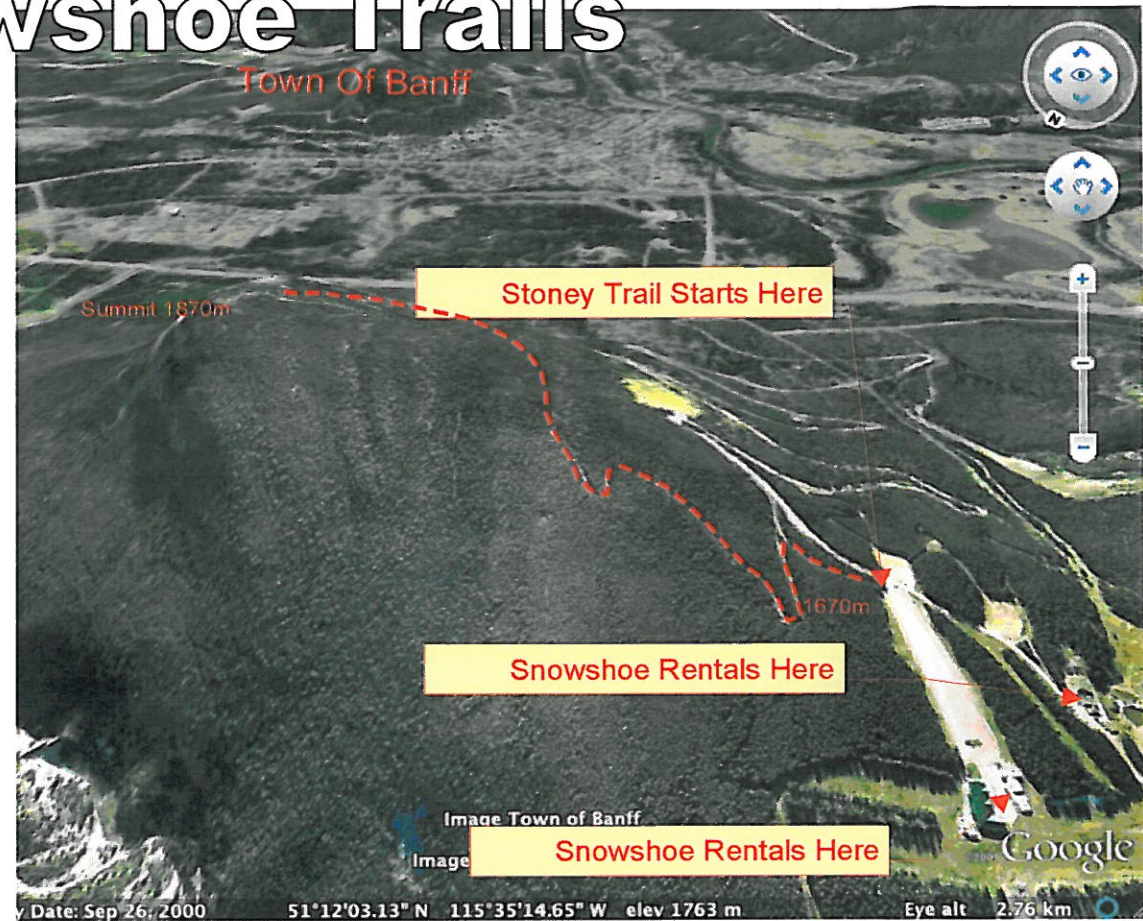 wshoe Trails
Town Of Banff
N
Stoney Trail Starts Here
Summit 1870m
1670m
Snowshoe Rentals Here
Image Town of Banff
Image
Snowshoe Rentals Here
Google
y Date: Sep 26, 2000 51°12'03.13" N 115°35'14.65" W elev 1763 m Eye alt 2.76 km